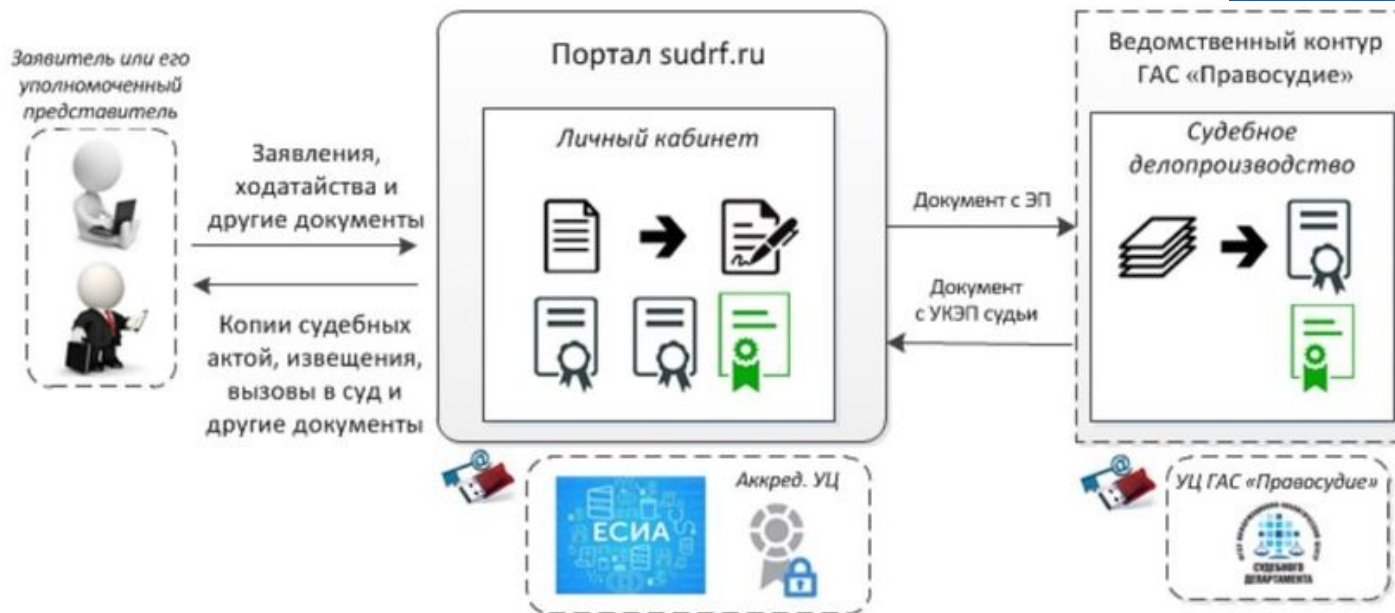 Заявитель или его
уполномоченный
представитель
Заявления,
ходатайства и
другие документы
Копии судебных
актой, извещения,
вызовы в суд и
другие документы
Портал sudrf.ru
Личный кабинет
Документ с ЭП
Документ
с УКЭП судьи
Ведомственный контур
ГАС «Правосудие»
Судебное
делопроизводство
ЕСИА
Аккред. УЦ
УЦ ГАС «Правосудие»
СУДЕБНОГО
ДЕПАРТАМЕНТА